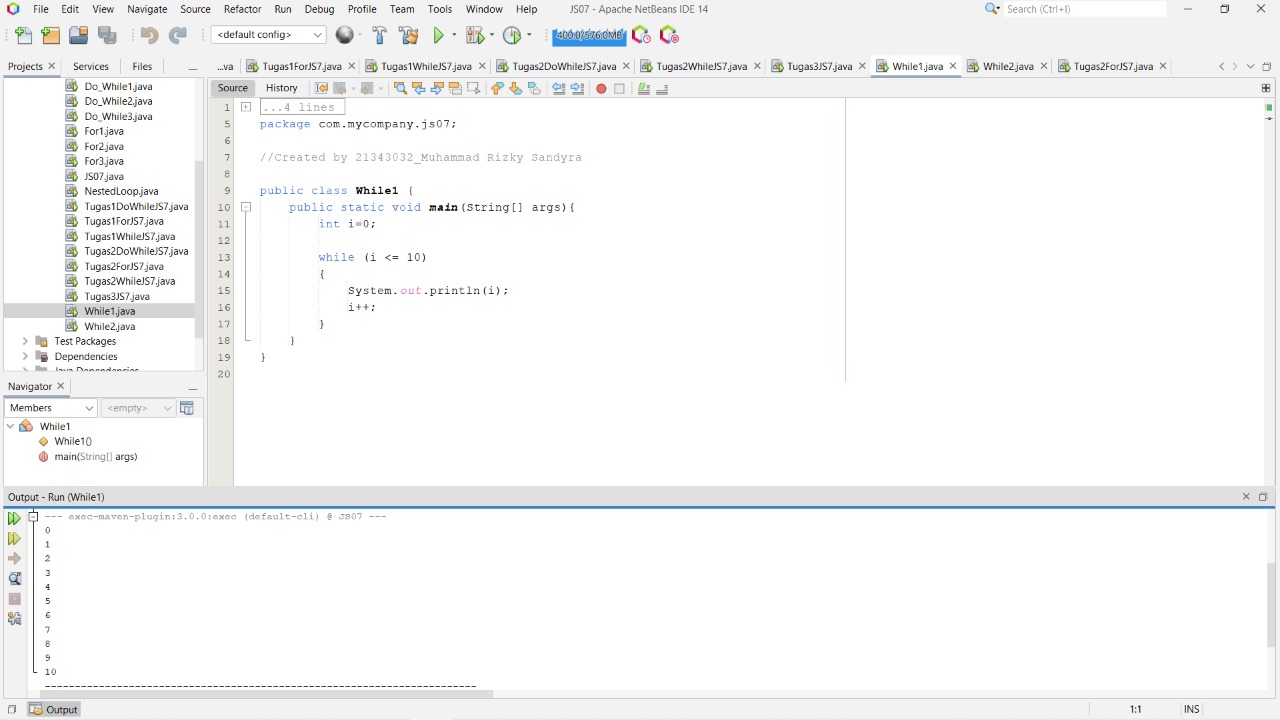 File Edit View Navigate Source Refactor Run Debug Profile Team Tools Window Help JS07 - Apache NetBeans IDE 14 Search (Ctrl+I)
<default config> 400.0/576.0MB
Projects Services Files ...va Tugas1ForJS7.java Tugas1WhileJS7.java Tugas2DoWhileJS7.java Tugas2WhileJS7.java Tugas3JS7.java While1.java While2.java Tugas2ForJS7.java
Source History
Do_While1.java
Do_While2.java
Do_While3.java
For1.java
For2.java
For3.java
JS07.java
NestedLoop.java
Tugas1DoWhileJS7.java
Tugas1ForJS7.java
Tugas1WhileJS7.java
Tugas2DoWhileJS7.java
Tugas2ForJS7.java
Tugas2WhileJS7.java
Tugas3JS7.java
While1.java
While2.java
Test Packages
Dependencies
Java Dependencies
Navigator
Members <empty>
While1
While1()
main(String[] args)
1 ...4 lines
5 package com.mycompany.js07;
6
7 //Created by 21343032_Muhammad Rizky Sandyra
8
9 public class While1 {
10 public static void main(String[] args){
11 int i=0;
12
13 while (i <= 10)
14 {
15 System.out.println(i);
16 i++;
17 }
18 }
19 }
20
Output - Run (While1)
--- exec-maven-plugin:3.0.0:exec (default-cli) @ JS07 ---
0
1
2
3
4
5
6
7
8
9
10
------------------------------------------------------------------------
Output 1:1 INS